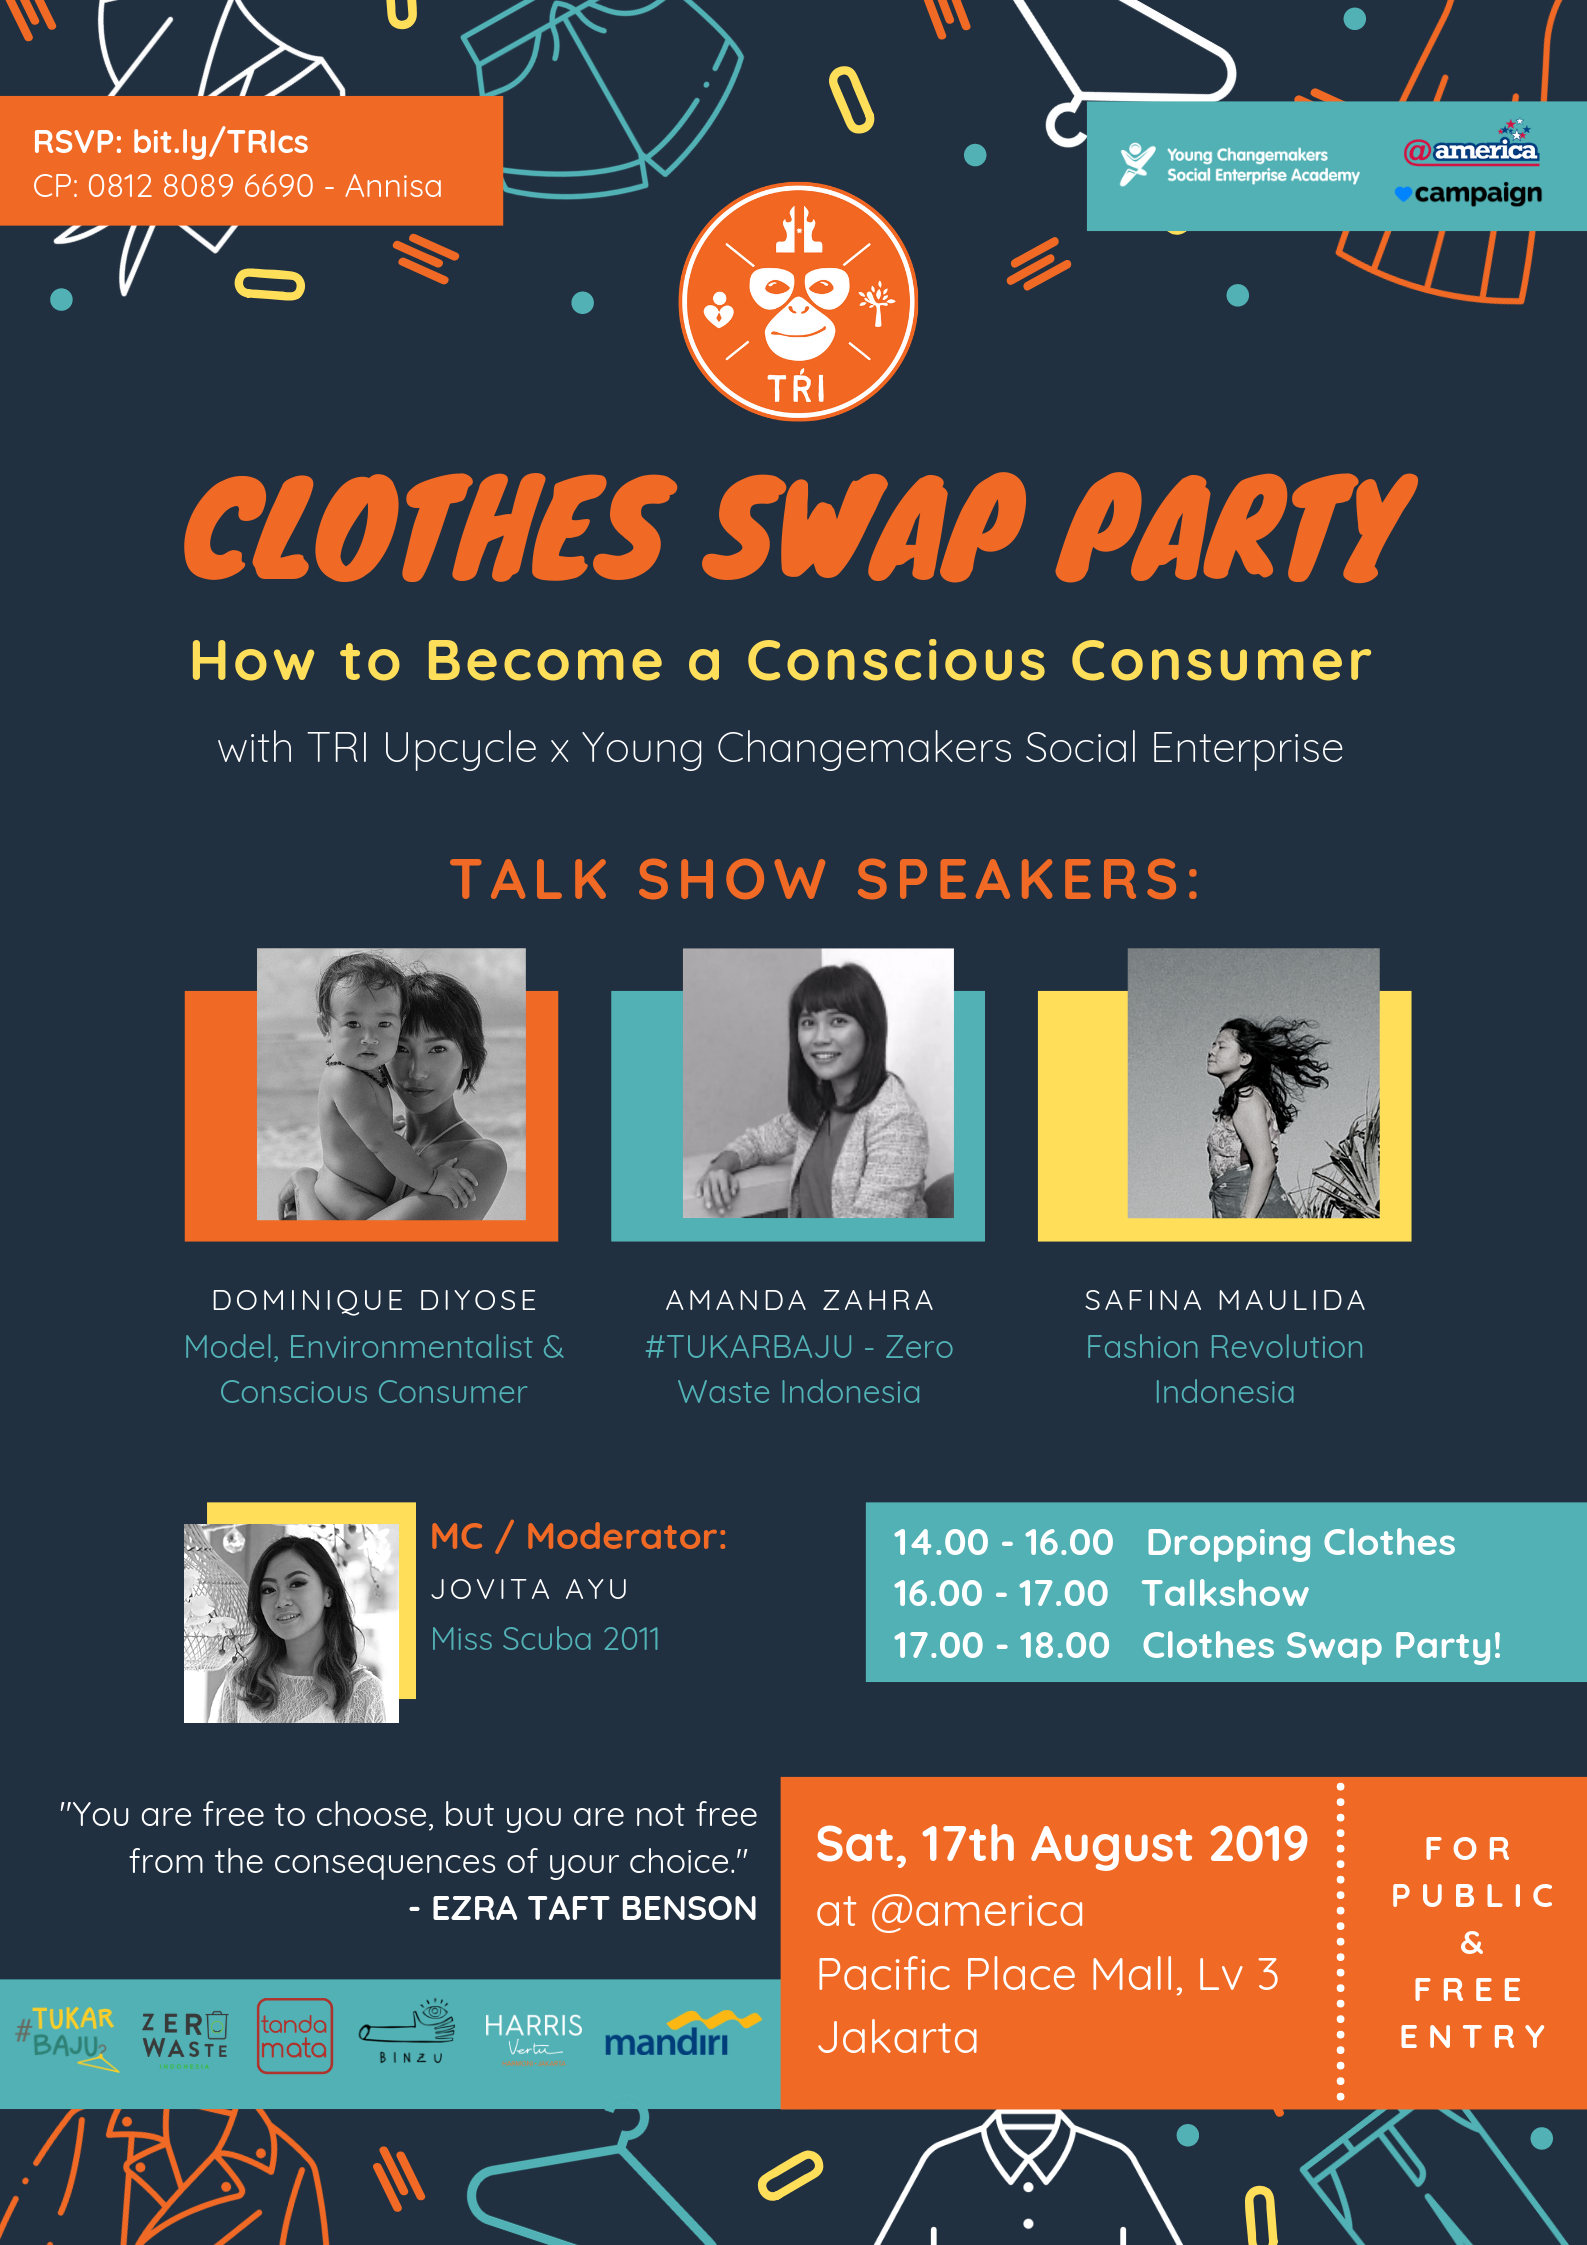 RSVP: bit.ly/TRIcs
CP: 0812 8089 6690 - Annisa
Young Changemakers
Social Enterprise Academy
@america
campaign
TRI
CLOTHES SWAP PARTY
How to Become a Conscious Consumer
with TRI Upcycle x Young Changemakers Social Enterprise
TALK SHOW SPEAKERS:
DOMINIQUE DIYOSE
Model, Environmentalist &
Conscious Consumer
AMANDA ZAHRA
#TUKARBAJU - Zero
Waste Indonesia
SAFINA MAULIDA
Fashion Revolution
Indonesia
MC / Moderator:
JOVITA AYU
Miss Scuba 2011
14.00 - 16.00 Dropping Clothes
16.00 - 17.00 Talkshow
17.00 - 18.00 Clothes Swap Party!
"You are free to choose, but you are not free
from the consequences of your choice."
- EZRA TAFT BENSON
Sat, 17th August 2019
at @america
Pacific Place Mall, Lv 3
Jakarta
FOR
PUBLIC
&
FREE
ENTRY
#TUKAR
BAJU
ZERO
WASTE
INDONESIA
tanda
mata
BINZU
HARRIS
Vertu
mandiri